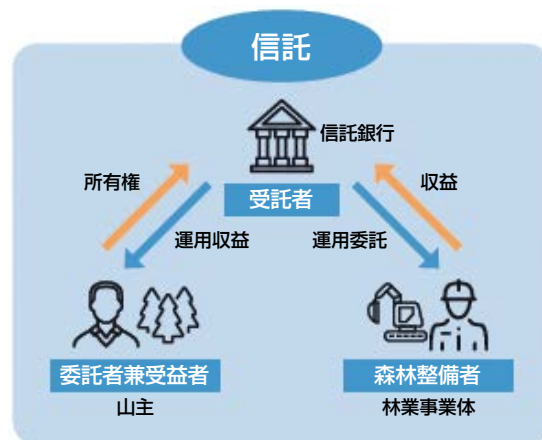 信託
信託銀行
受託者
所有権
収益
運用収益
運用委託
委託者兼受益者
山主
森林整備者
林業事業体